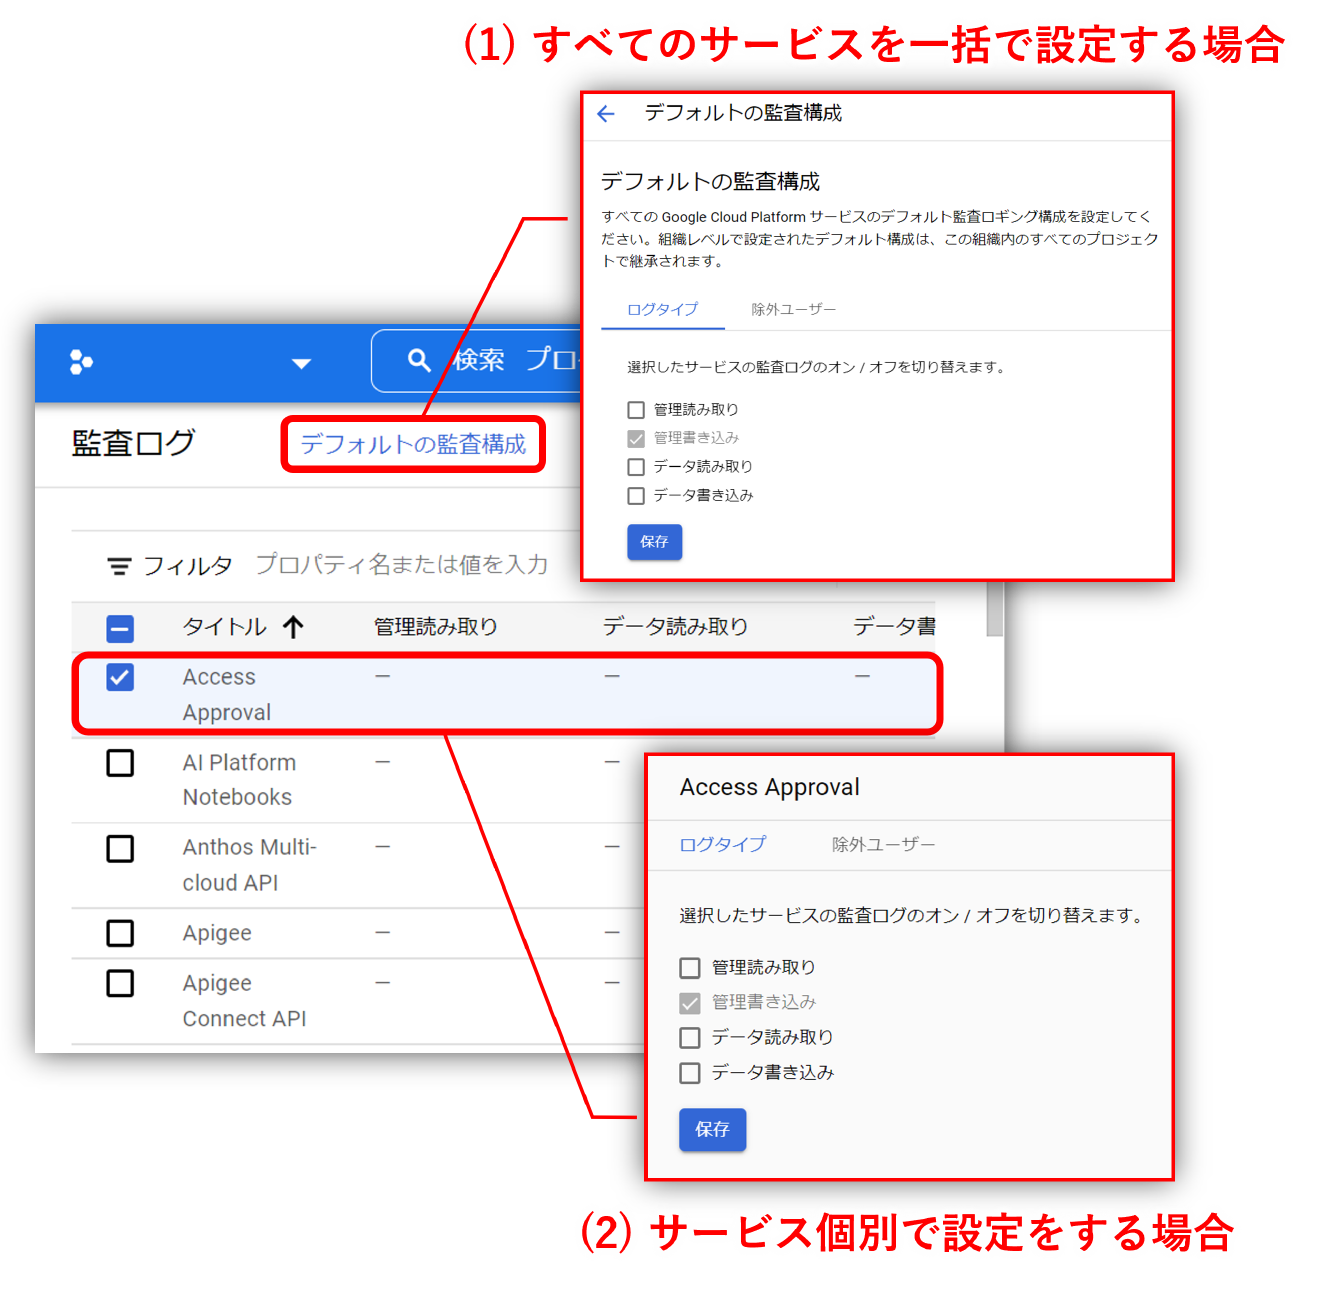 (1) すべてのサービスを一括で設定する場合
デフォルトの監査構成
デフォルトの監査構成
すべての Google Cloud Platform サービスのデフォルト監査ロギング構成を設定してく
ださい。組織レベルで設定されたデフォルト構成は、この組織内のすべてのプロジェク
トで継承されます。
ログタイプ 除外ユーザー
選択したサービスの監査ログのオン / オフを切り替えます。
管理読み取り
管理書き込み
データ読み取り
データ書き込み
保存
検索 プロ
監査ログ デフォルトの監査構成
フィルタ プロパティ名または値を入力
タイトル 管理読み取り データ読み取り データ書
Access — — —
Approval
AI Platform — —
Notebooks
Anthos Multi- — —
cloud API
Apigee — —
Apigee — —
Connect API
Access Approval
ログタイプ 除外ユーザー
選択したサービスの監査ログのオン / オフを切り替えます。
管理読み取り
管理書き込み
データ読み取り
データ書き込み
保存
(2) サービス個別で設定をする場合